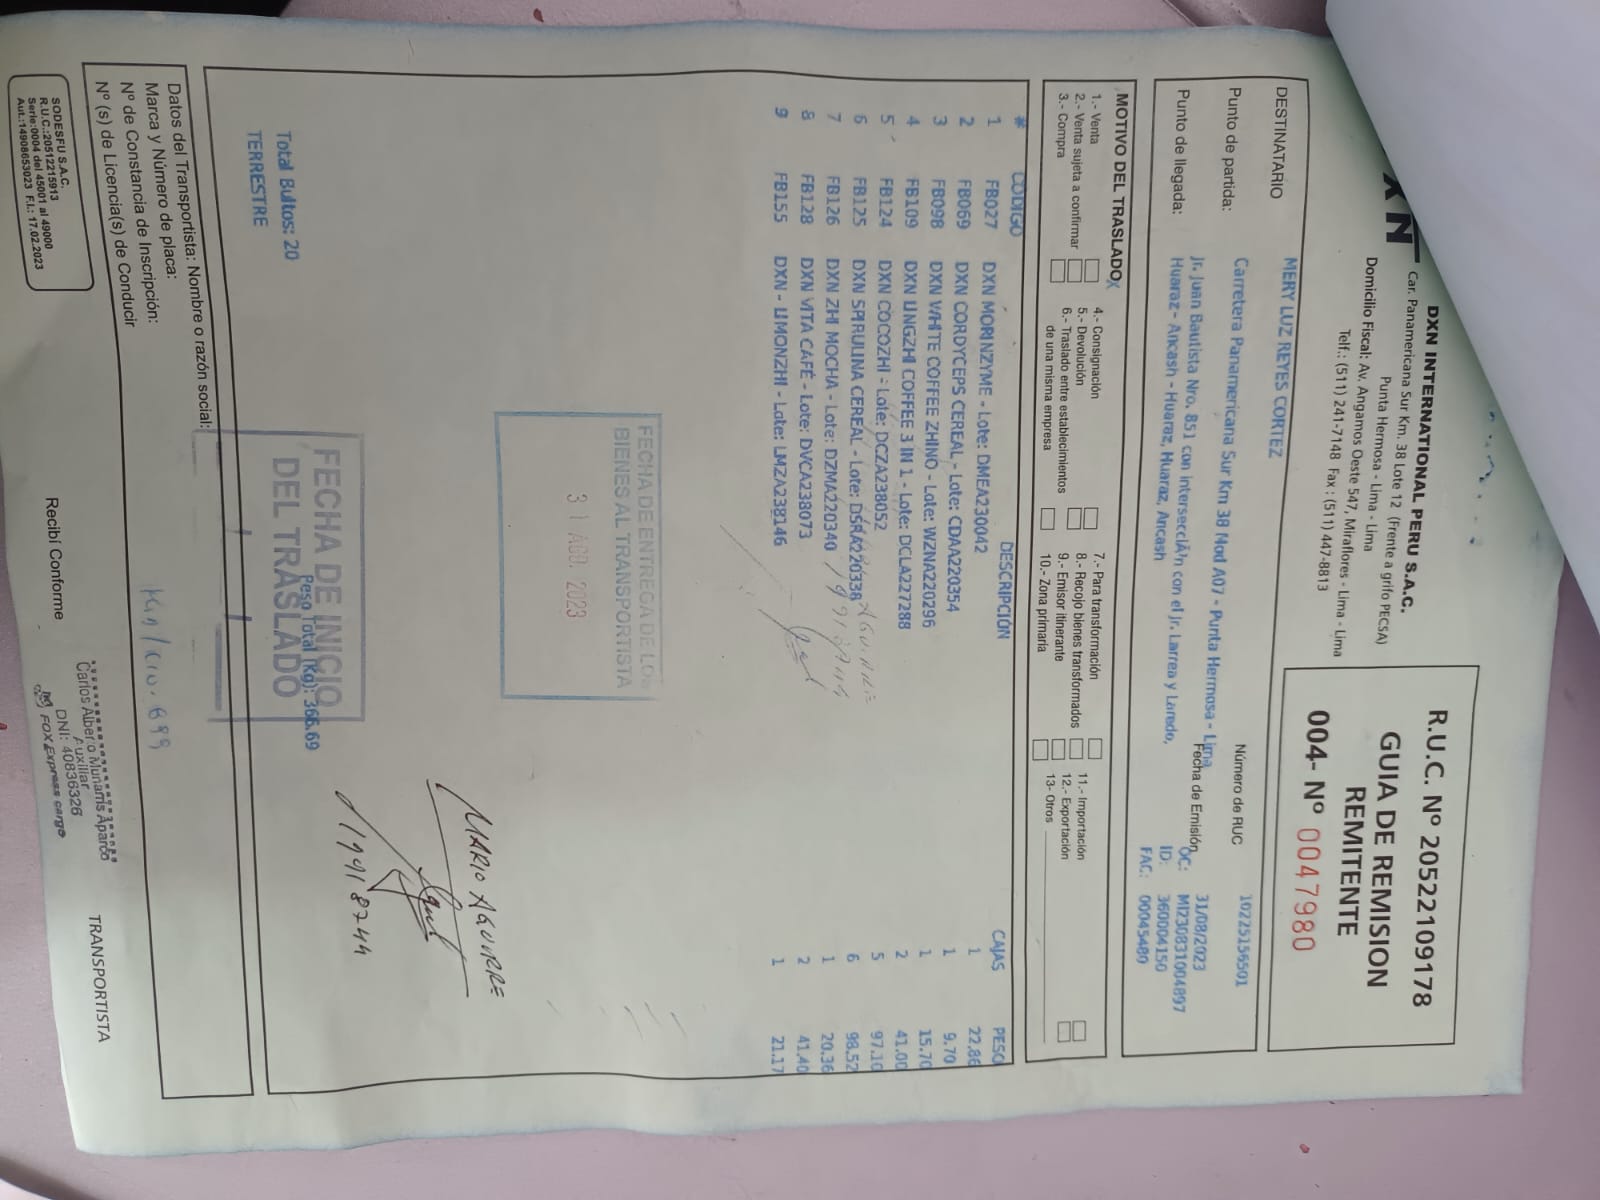 XN
DXN INTERNATIONAL PERU S.A.C.
Car. Panamericana Sur Km. 38 Lote 12 (Frente a grifo PECSA)
Punta Hermosa - Lima - Lima
Domicilio Fiscal: Av. Angamos Oeste 547, Miraflores - Lima - Lima
Telf.: (511) 241-7148 Fax : (511) 447-8813
R.U.C. Nº 20522109178
GUIA DE REMISION
REMITENTE
004- Nº 0047980
DESTINATARIO MERY LUZ REYES CORTEZ
Número de RUC 10225156501
Punto de partida: Carretera Panamericana Sur Km 38 Nod A07 - Punta Hermosa - Lima
Fecha de Emisión 31/08/2023
Punto de llegada: Jr. Juan Bautista Nro. 851 con intersecciÃ³n con el Jr. Larrea y Laredo,
Huaraz - Ancash - Huaraz, Huaraz, Ancash
OC: MI230831004897
ID: 360004150
FAC: 00045480
MOTIVO DEL TRASLADO X
1.- Venta
2.- Venta sujeta a confirmar
3.- Compra
4.- Consignación
5.- Devolución
6.- Traslado entre establecimientos
de una misma empresa
7.- Para transformación
8.- Recojo bienes transformados
9.- Emisor itinerante
10.- Zona primaria
11.- Importación
12.- Exportación
13- Otros
# CODIGO DESCRIPCIÓN CAJAS PESO
1 FB027 DXN MORINZYME - Lote: DMEA230042 1 22.86
2 FB069 DXN CORDYCEPS CEREAL - Lote: CDAA220354 1 9.70
3 FB098 DXN WHITE COFFEE ZHINO - Lote: WZNA220296 1 15.70
4 FB109 DXN LINGZHI COFFEE 3 IN 1 - Lote: DCLA227288 2 41.00
5 FB124 DXN COCOZHI - Lote: DCZA238052 5 97.10
6 FB125 DXN SPIRULINA CEREAL - Lote: DSRA220338 6 98.52
7 FB126 DXN ZHI MOCHA - Lote: DZMA220340 1 20.36
8 FB128 DXN VITA CAFÉ - Lote: DVCA238073 2 41.40
9 FB155 DXN - LIMONZHI - Lote: LMZA238146 1 21.17
FECHA DE ENTREGA DE LOS
BIENES AL TRANSPORTISTA
31 AGO. 2023
MARIO AGUIRRE
Total Bultos: 20
TERRESTRE
Peso Total (Kg): 366.69
FECHA DE INICIO
DEL TRASLADO
Datos del Transportista: Nombre o razón social:
Marca y Número de placa:
Nº de Constancia de Inscripción:
Nº (s) de Licencia(s) de Conducir
SODESFU S.A.C.
R.U.C.:20512215913
Serie:0004 del 45001 al 49000
Aut.:14908653023 F.I.: 17.02.2023
Recibí Conforme
Carlos Alberto Munarris Aparco
Auxiliar
DNI: 40836326
FOX Express cargo
TRANSPORTISTA